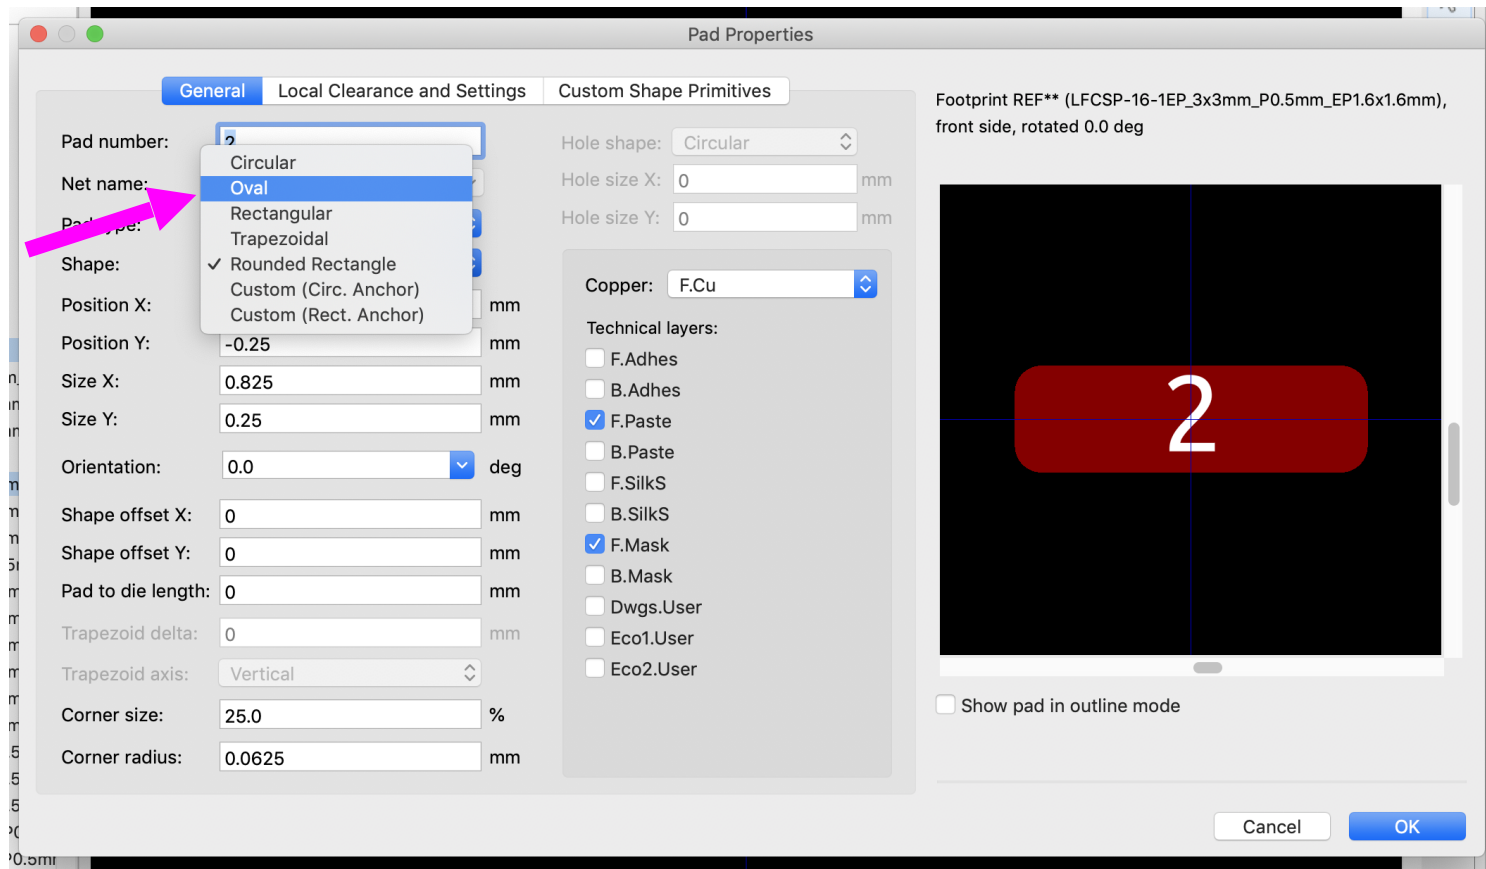 Pad Properties
General
Local Clearance and Settings
Custom Shape Primitives
Pad number:
2
Net name:
Circular
Oval
Rectangular
Trapezoidal
✓ Rounded Rectangle
Custom (Circ. Anchor)
Custom (Rect. Anchor)
Shape:
Position X:
mm
Position Y:
-0.25
mm
Size X:
0.825
mm
Size Y:
0.25
mm
Orientation:
0.0
deg
Shape offset X:
0
mm
Shape offset Y:
0
mm
Pad to die length:
0
mm
Trapezoid delta:
0
mm
Trapezoid axis:
Vertical
Corner size:
25.0
%
Corner radius:
0.0625
mm
Hole shape:
Circular
Hole size X:
0
mm
Hole size Y:
0
mm
Copper:
F.Cu
Technical layers:
F.Adhes
B.Adhes
F.Paste
B.Paste
F.SilkS
B.SilkS
F.Mask
B.Mask
Dwgs.User
Eco1.User
Eco2.User
Footprint REF** (LFCSP-16-1EP_3x3mm_P0.5mm_EP1.6x1.6mm),
front side, rotated 0.0 deg
2
Show pad in outline mode
Cancel
OK